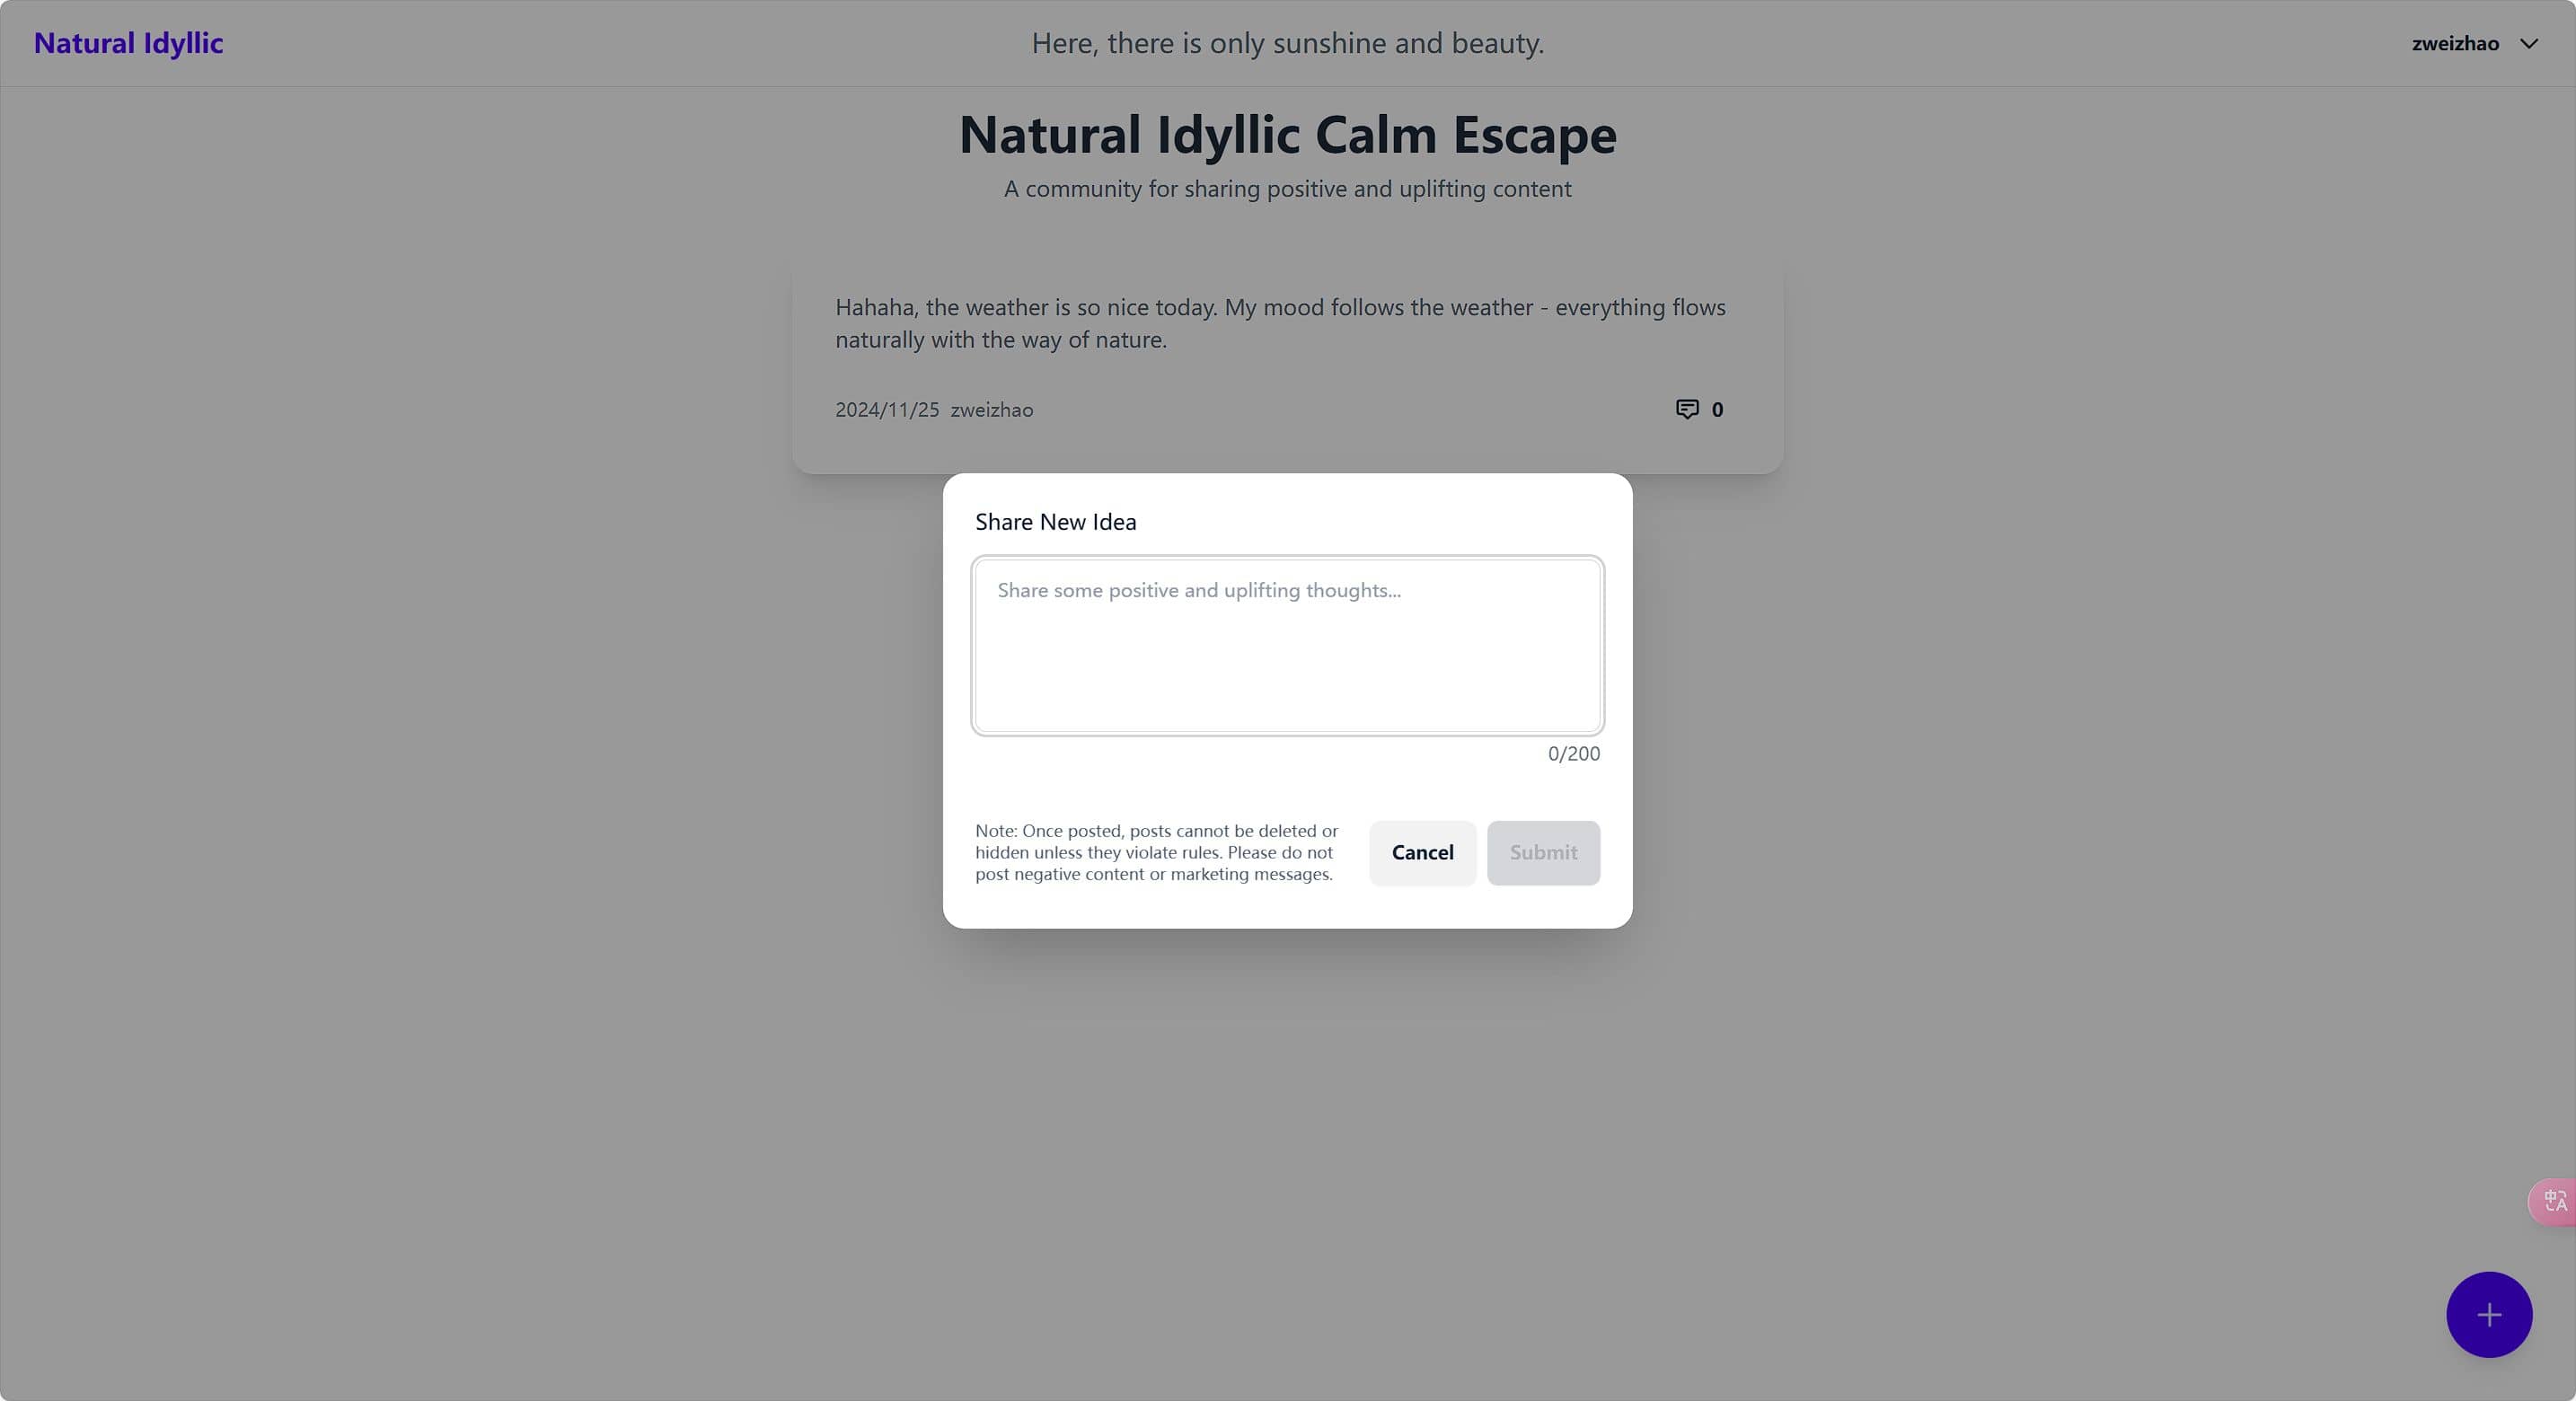 Natural Idyllic
Here, there is only sunshine and beauty.
zweizhao
Natural Idyllic Calm Escape
A community for sharing positive and uplifting content
Hahaha, the weather is so nice today. My mood follows the weather - everything flows
naturally with the way of nature.
2024/11/25 zweizhao
0
Share New Idea
Share some positive and uplifting thoughts...
0/200
Note: Once posted, posts cannot be deleted or
hidden unless they violate rules. Please do not
post negative content or marketing messages.
Cancel
Submit
中A